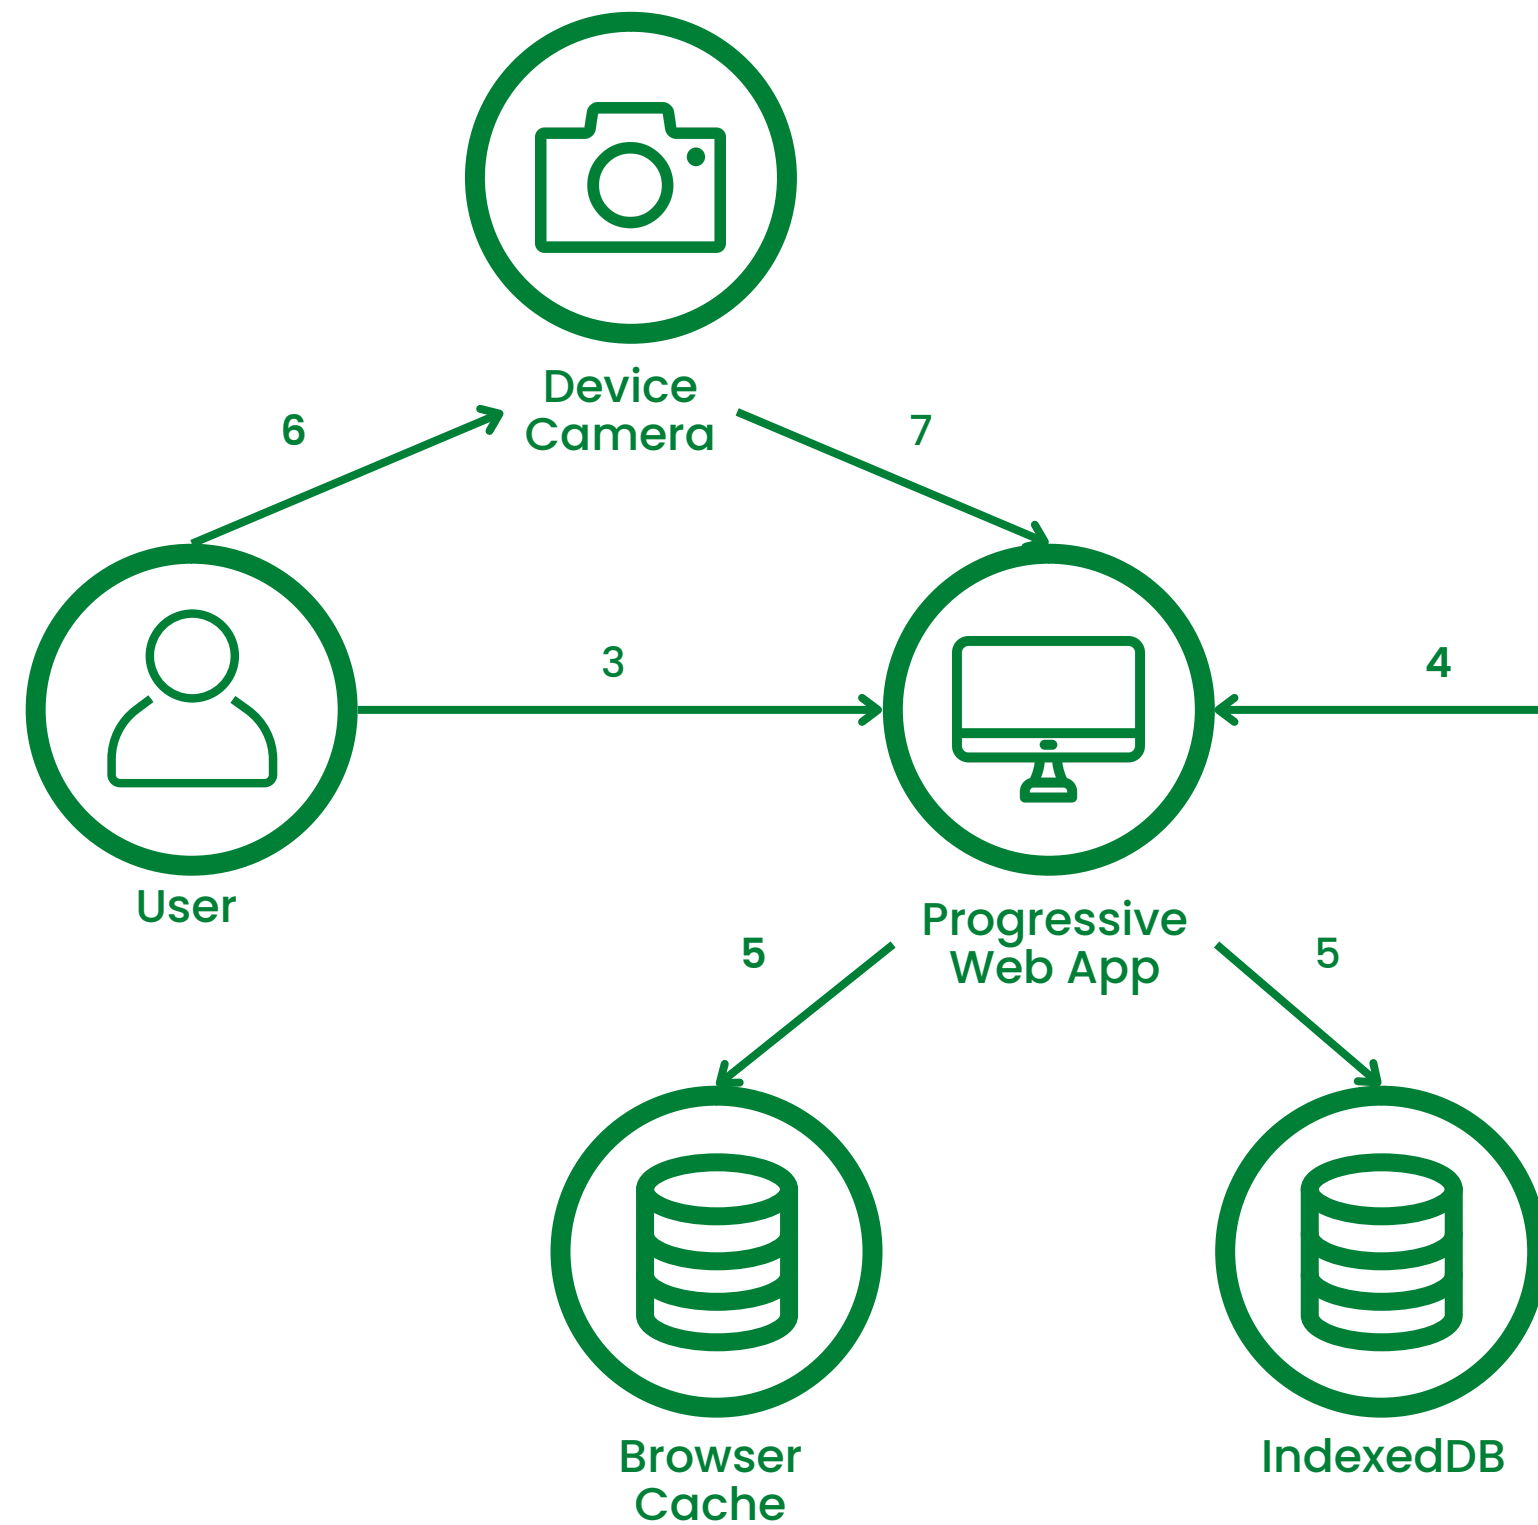 Device
Camera
6
7
3
4
User
Progressive
Web App
5
5
Browser
Cache
IndexedDB